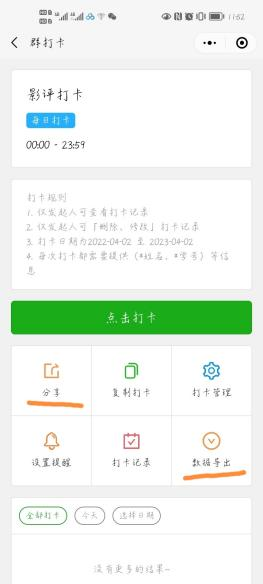 11:52
群打卡
影评打卡
每日打卡
00:00 - 23:59
打卡规则
1. 仅发起人可查看打卡记录
2. 仅发起人可「删除、修改」打卡记录
3. 打卡日期为2022-04-02 至 2023-04-02
4. 每次打卡都需要提供（*姓名、*学号）等信
息
点击打卡
分享 复制打卡 打卡管理
设置提醒 打卡记录 数据导出
全部打卡 今天 选择日期
没有更多的结果~